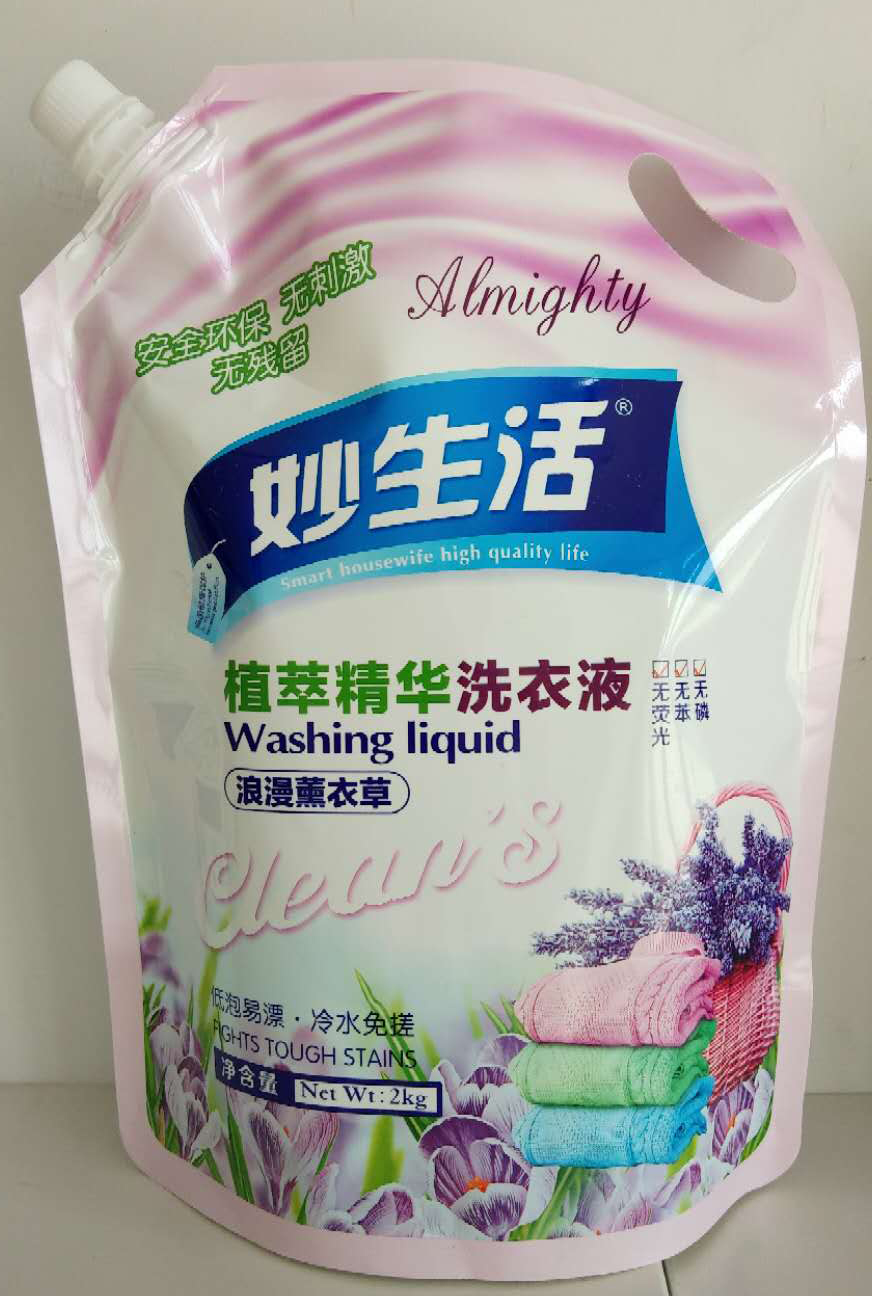 安全环保 无刺激
无残留
Almighty
妙生活®
Smart housewife high quality life
植萃精华洗衣液
Washing liquid
无荧光
无苯
无磷
浪漫薰衣草
Clean's
低泡易漂·冷水免搓
FIGHTS TOUGH STAINS
净含量 Net Wt: 2kg